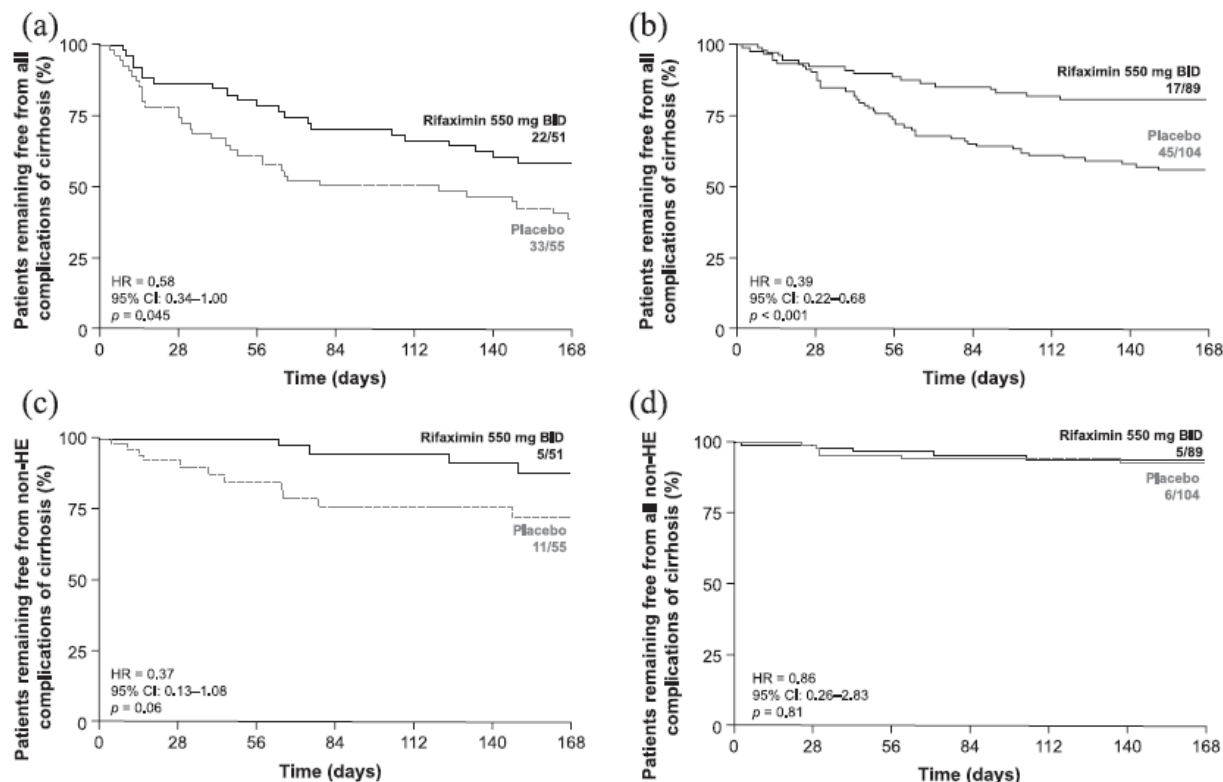 (a)
Patients remaining free from all
complications of cirrhosis (%)
100
75
50
25
0
Rifaximin 550 mg BID
22/51
Placebo
33/55
HR = 0.58
95% CI: 0.34–1.00
p = 0.045
0 28 56 84 112 140 168
Time (days)
(b)
Patients remaining free from all
complications of cirrhosis (%)
100
75
50
25
0
Rifaximin 550 mg BID
17/89
Placebo
45/104
HR = 0.39
95% CI: 0.22–0.68
p < 0.001
0 28 56 84 112 140 168
Time (days)
(c)
Patients remaining free from non-HE
complications of cirrhosis (%)
100
75
50
25
0
Rifaximin 550 mg BID
5/51
Placebo
11/55
HR = 0.37
95% CI: 0.13–1.08
p = 0.06
0 28 56 84 112 140 168
Time (days)
(d)
Patients remaining free from all non-HE
complications of cirrhosis (%)
100
75
50
25
0
Rifaximin 550 mg BID
5/89
Placebo
6/104
HR = 0.86
95% CI: 0.26–2.83
p = 0.81
0 28 56 84 112 140 168
Time (days)